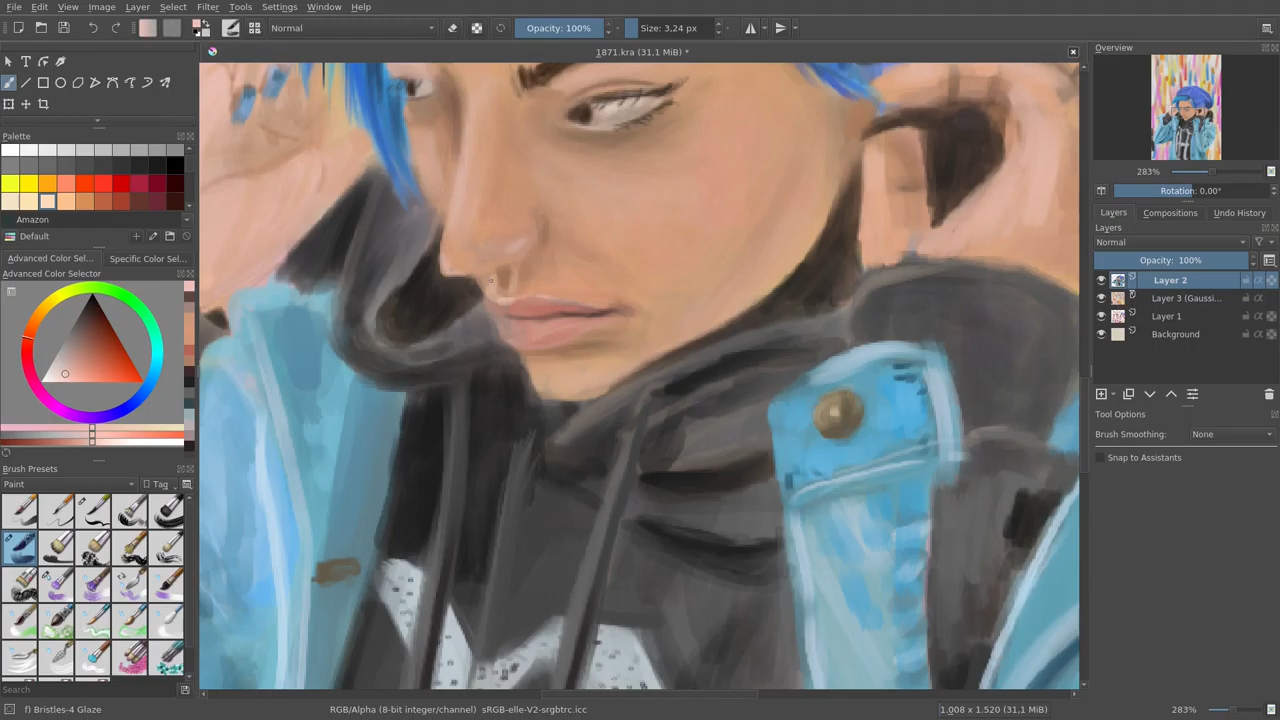 File Edit View Image Layer Select Filter Tools Settings Window Help
Normal Opacity: 100% Size: 3,24 px
1871.kra (31,1 MiB) *
Overview
283%
Rotation: 0,00°
Palette
Amazon
Default
Advanced Color Sel... Specific Color Sel...
Advanced Color Selector
Brush Presets
Paint Tag
Search
Layers Compositions Undo History
Layers
Normal
Opacity: 100%
Layer 2
Layer 3 (Gaussi...
Layer 1
Background
Tool Options
Brush Smoothing: None
Snap to Assistants
f) Bristles-4 Glaze RGB/Alpha (8-bit integer/channel) sRGB-elle-V2-srgbtrc.icc 1.008 x 1.520 (31,1 MiB) 283%